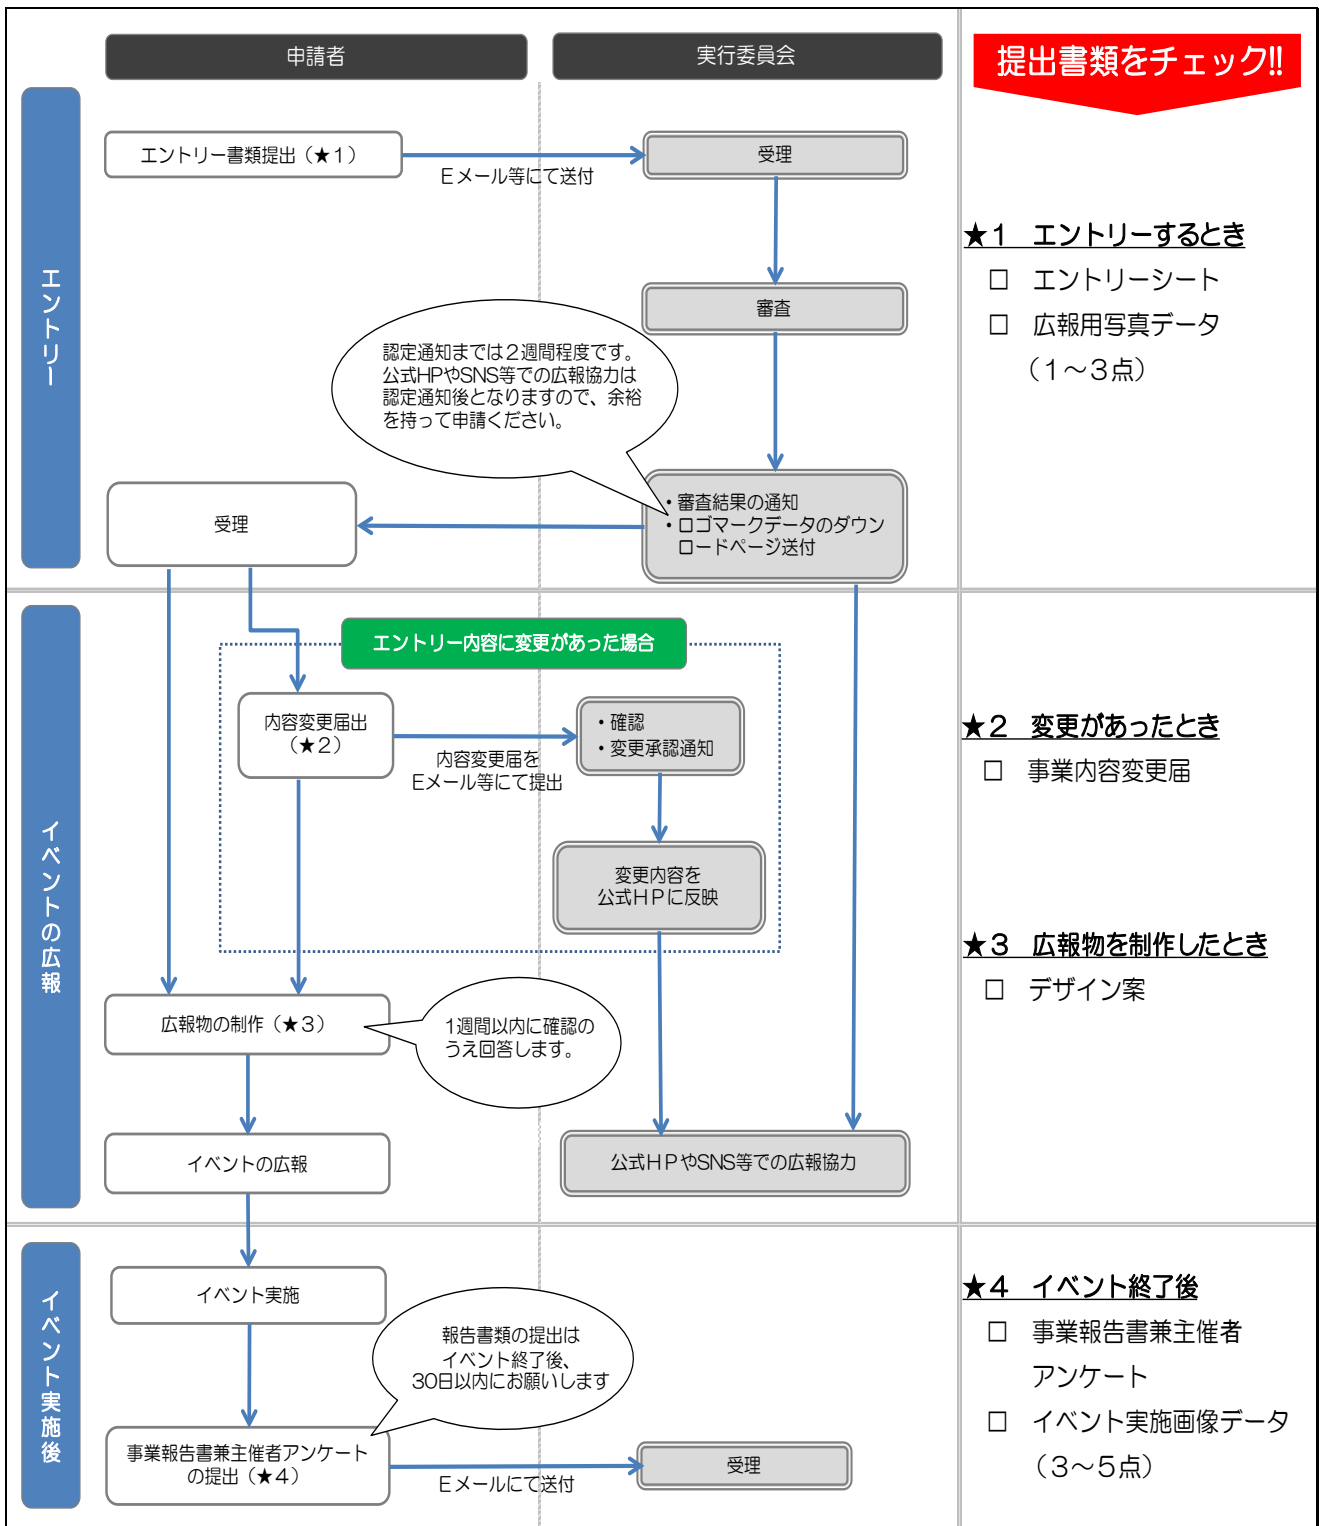 申請者
実行委員会
提出書類をチェック!!
エントリー
エントリー書類提出（★１）
Ｅメール等にて送付
受理
審査
認定通知までは２週間程度です。
公式HPやSNS等での広報協力は
認定通知後となりますので、余裕
を持って申請ください。
・審査結果の通知
・ロゴマークデータのダウン
ロードページ送付
受理
★１　エントリーするとき
□　エントリーシート
□　広報用写真データ
（１～３点）
イベントの広報
エントリー内容に変更があった場合
内容変更届出
（★２）
内容変更届を
Ｅメール等にて提出
・確認
・変更承認通知
変更内容を
公式ＨＰに反映
広報物の制作（★３）
1週間以内に確認の
うえ回答します。
イベントの広報
公式ＨＰやSNS等での広報協力
★２　変更があったとき
□　事業内容変更届
★３　広報物を制作したとき
□　デザイン案
イベント実施後
イベント実施
報告書類の提出は
イベント終了後、
30日以内にお願いします
事業報告書兼主催者アンケート
の提出（★４）
Ｅメールにて送付
受理
★４　イベント終了後
□　事業報告書兼主催者
アンケート
□　イベント実施画像データ
（３～５点）